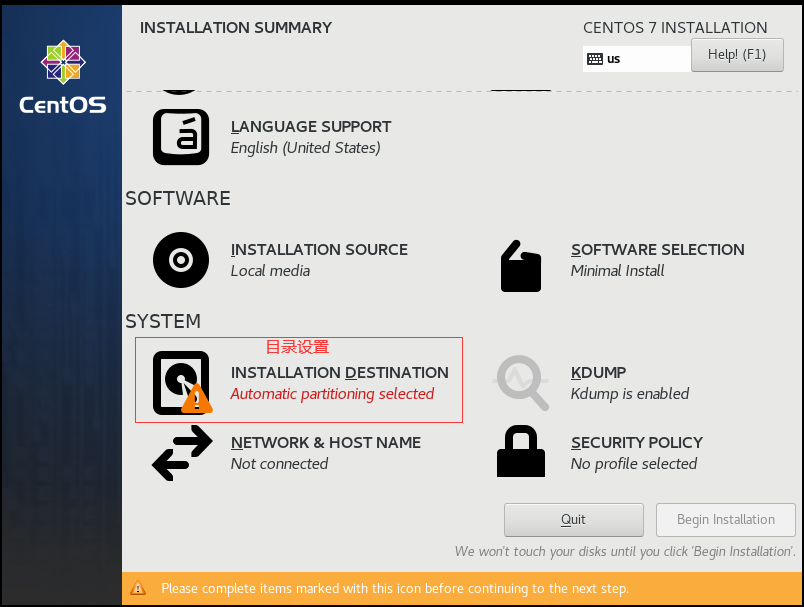 INSTALLATION SUMMARY
CENTOS 7 INSTALLATION
us
Help! (F1)
CentOS
LANGUAGE SUPPORT
English (United States)
SOFTWARE
INSTALLATION SOURCE
Local media
SOFTWARE SELECTION
Minimal Install
SYSTEM
目录设置
INSTALLATION DESTINATION
Automatic partitioning selected
KDUMP
Kdump is enabled
NETWORK & HOST NAME
Not connected
SECURITY POLICY
No profile selected
Quit
Begin Installation
We won't touch your disks until you click 'Begin Installation'.
Please complete items marked with this icon before continuing to the next step.